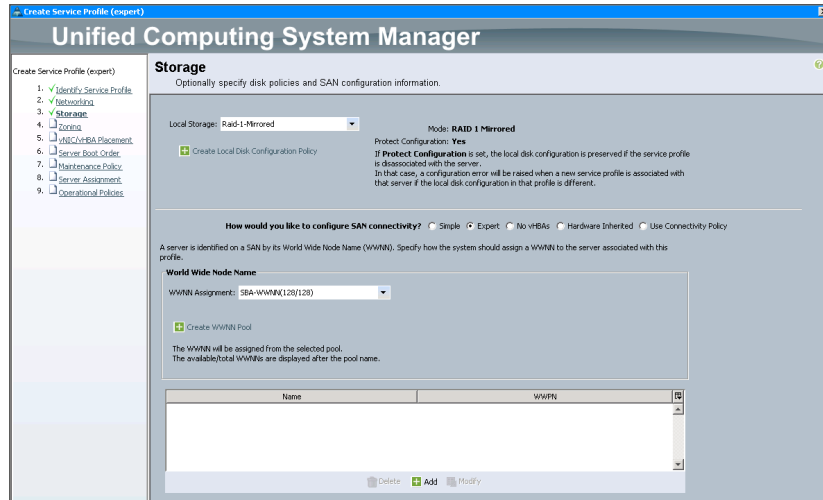 Create Service Profile (expert)
Unified Computing System Manager
Create Service Profile (expert)
1. Identify Service Profile
2. Networking
3. Storage
4. Zoning
5. vNIC/vHBA Placement
6. Server Boot Order
7. Maintenance Policy
8. Server Assignment
9. Operational Policies
Storage
Optionally specify disk policies and SAN configuration information.
Local Storage: Raid-1-Mirrored
Create Local Disk Configuration Policy
Mode: RAID 1 Mirrored
Protect Configuration: Yes
If Protect Configuration is set, the local disk configuration is preserved if the service profile
is disassociated with the server.
In that case, a configuration error will be raised when a new service profile is associated with
that server if the local disk configuration in that profile is different.
How would you like to configure SAN connectivity? Simple Expert No vHBAs Hardware Inherited Use Connectivity Policy
A server is identified on a SAN by its World Wide Node Name (WWNN). Specify how the system should assign a WWNN to the server associated with this
profile.
World Wide Node Name
WWNN Assignment: SBA-WWNN(128/128)
Create WWNN Pool
The WWNN will be assigned from the selected pool.
The available/total WWNNs are displayed after the pool name.
Name WWPN
Delete Add Modify